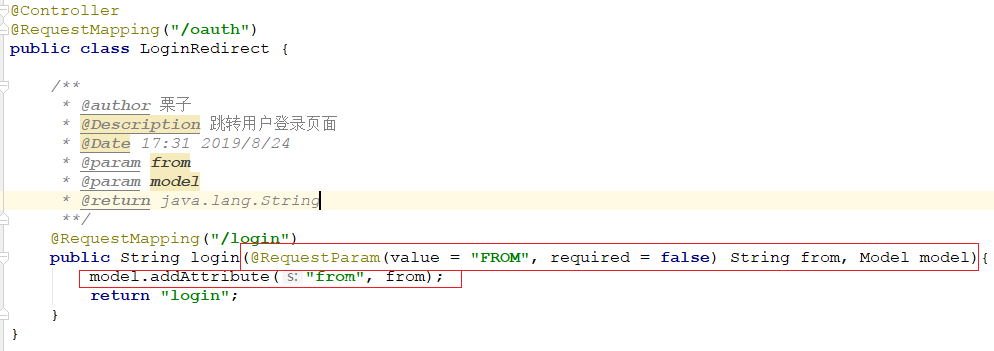 @Controller
@RequestMapping("/oauth")
public class LoginRedirect {
/**
* @author 栗子
* @Description 跳转用户登录页面
* @Date 17:31 2019/8/24
* @param from
* @param model
* @return java.lang.String
**/
@RequestMapping("/login")
public String login(@RequestParam(value = "FROM", required = false) String from, Model model){
model.addAttribute( s: "from", from);
return "login";
}
}